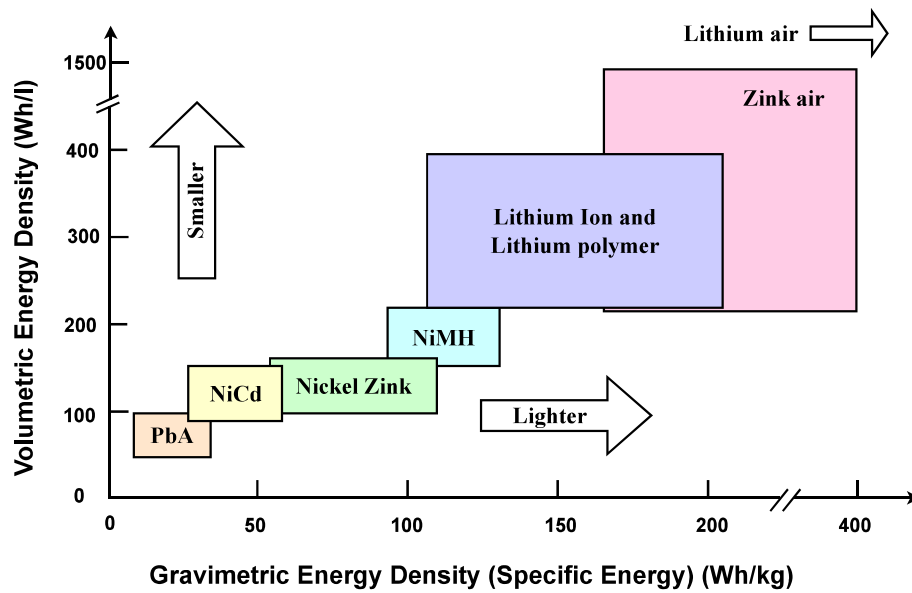 Lithium air
1500
Zink air
Volumetric Energy Density (Wh/l)
400
Smaller
300
Lithium Ion and
Lithium polymer
200
NiMH
NiCd
Nickel Zink
100
PbA
Lighter
0
0
50
100
150
200
400
Gravimetric Energy Density (Specific Energy) (Wh/kg)